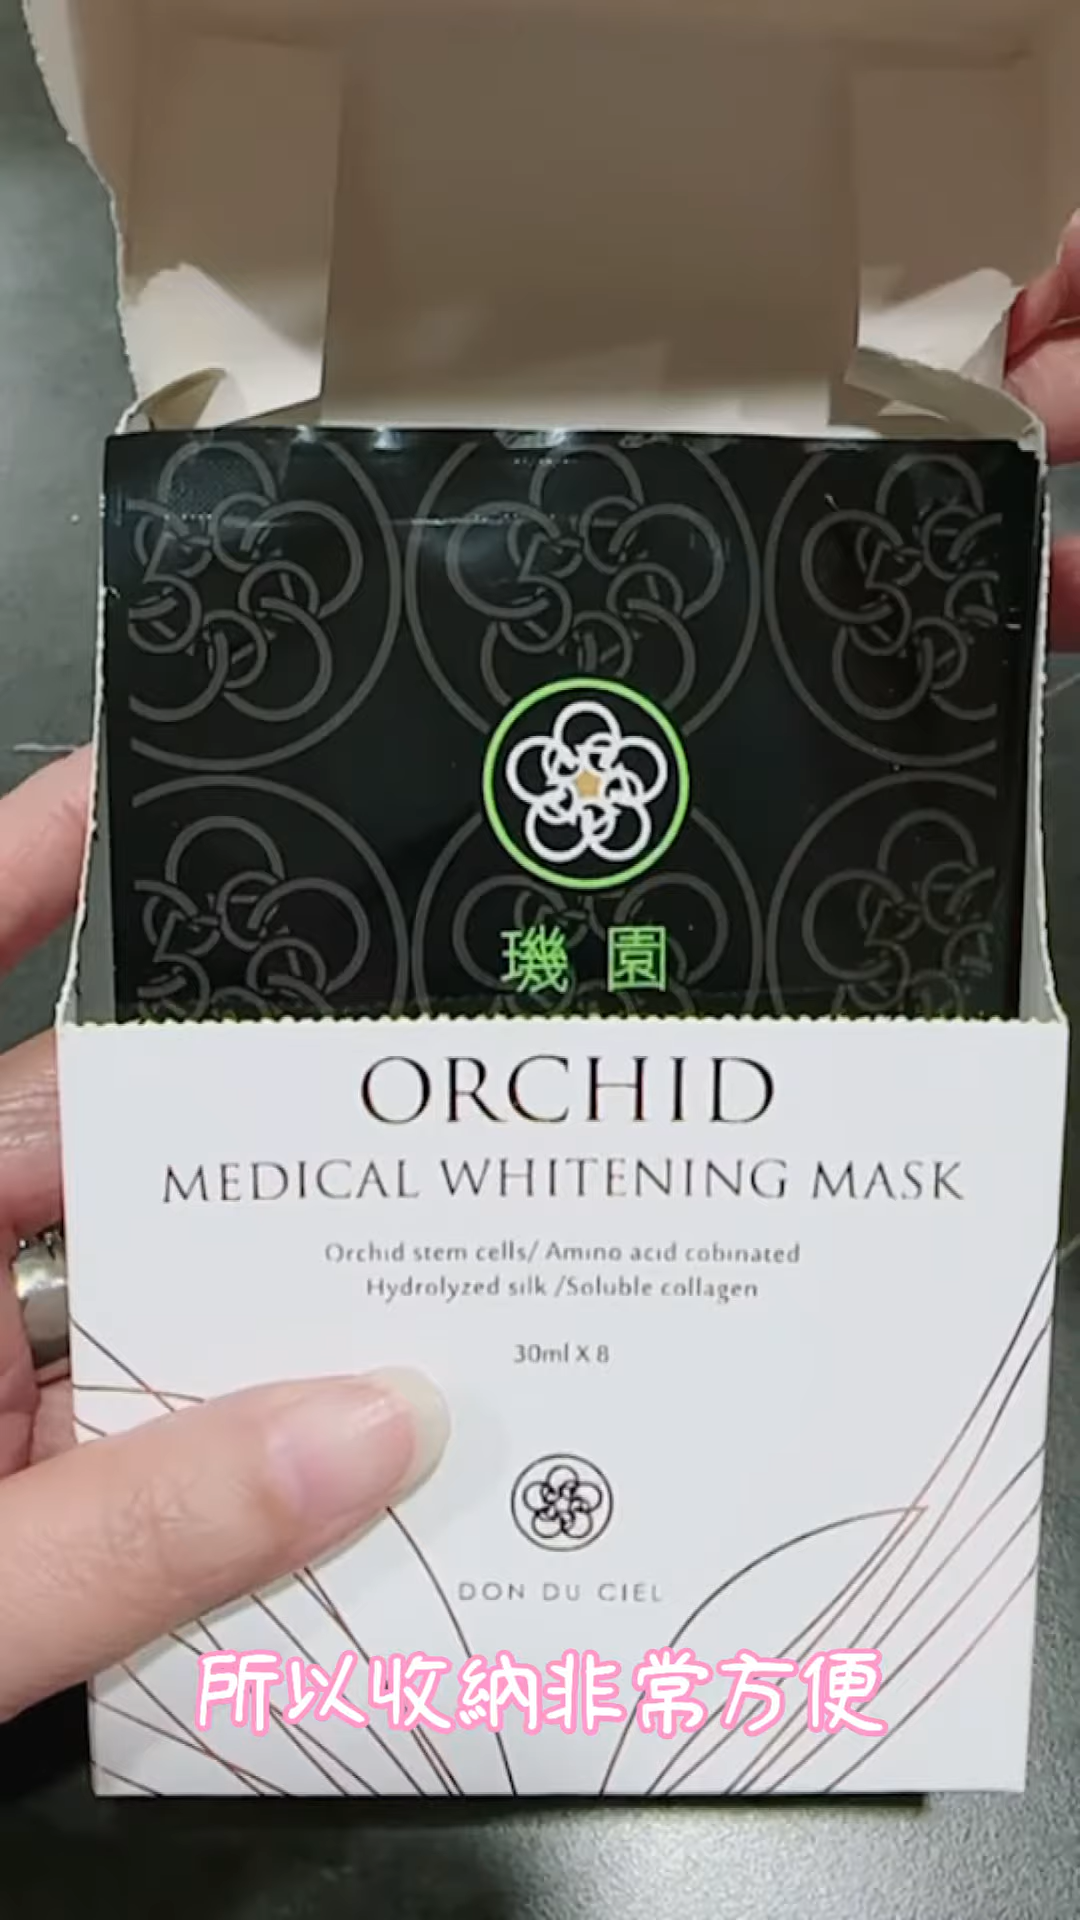 璣園
ORCHID
MEDICAL WHITENING MASK
Orchid stem cells/ Amino acid cobinated
Hydrolyzed silk /Soluble collagen
30ml X 8
DON DU CIEL
所以收納非常方便